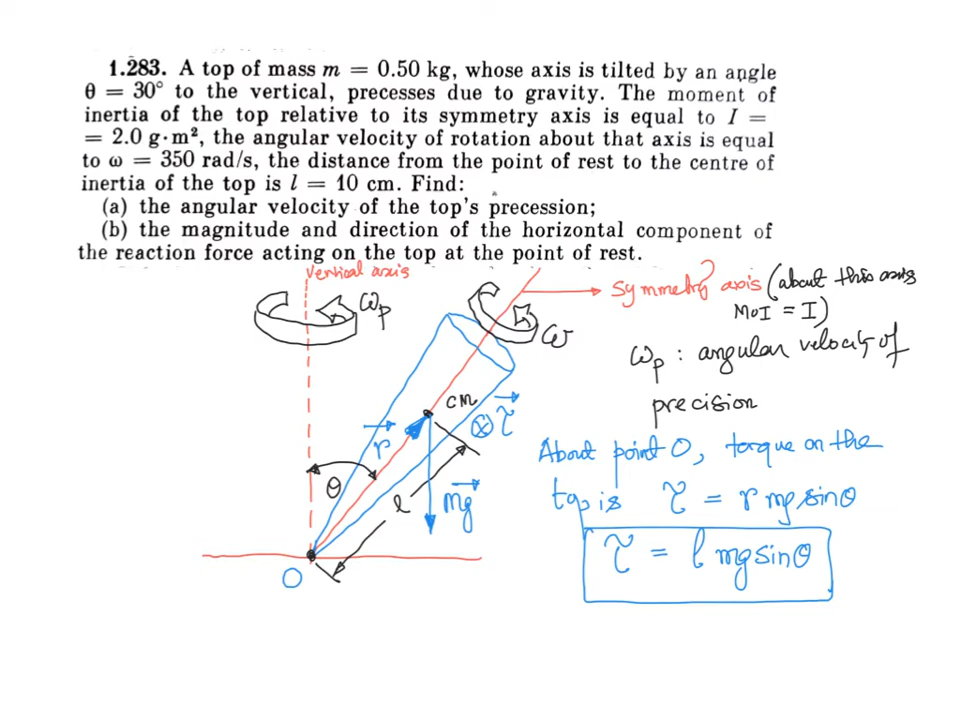 1.283. A top of mass m = 0.50 kg, whose axis is tilted by an angle
θ = 30° to the vertical, precesses due to gravity. The moment of
inertia of the top relative to its symmetry axis is equal to I =
= 2.0 g·m², the angular velocity of rotation about that axis is equal
to ω = 350 rad/s, the distance from the point of rest to the centre of
inertia of the top is l = 10 cm. Find:
(a) the angular velocity of the top's precession;
(b) the magnitude and direction of the horizontal component of
the reaction force acting on the top at the point of rest.
vertical axis
ωp
symmetry axis (about this axis
MoI = I)
ω
ωp : angular velocity of
precision
CM
⊗ τ⃗
r⃗
θ
l
mg⃗
O
About point O, torque on the
top is τ = r mg sinθ
τ = l mg sinθ